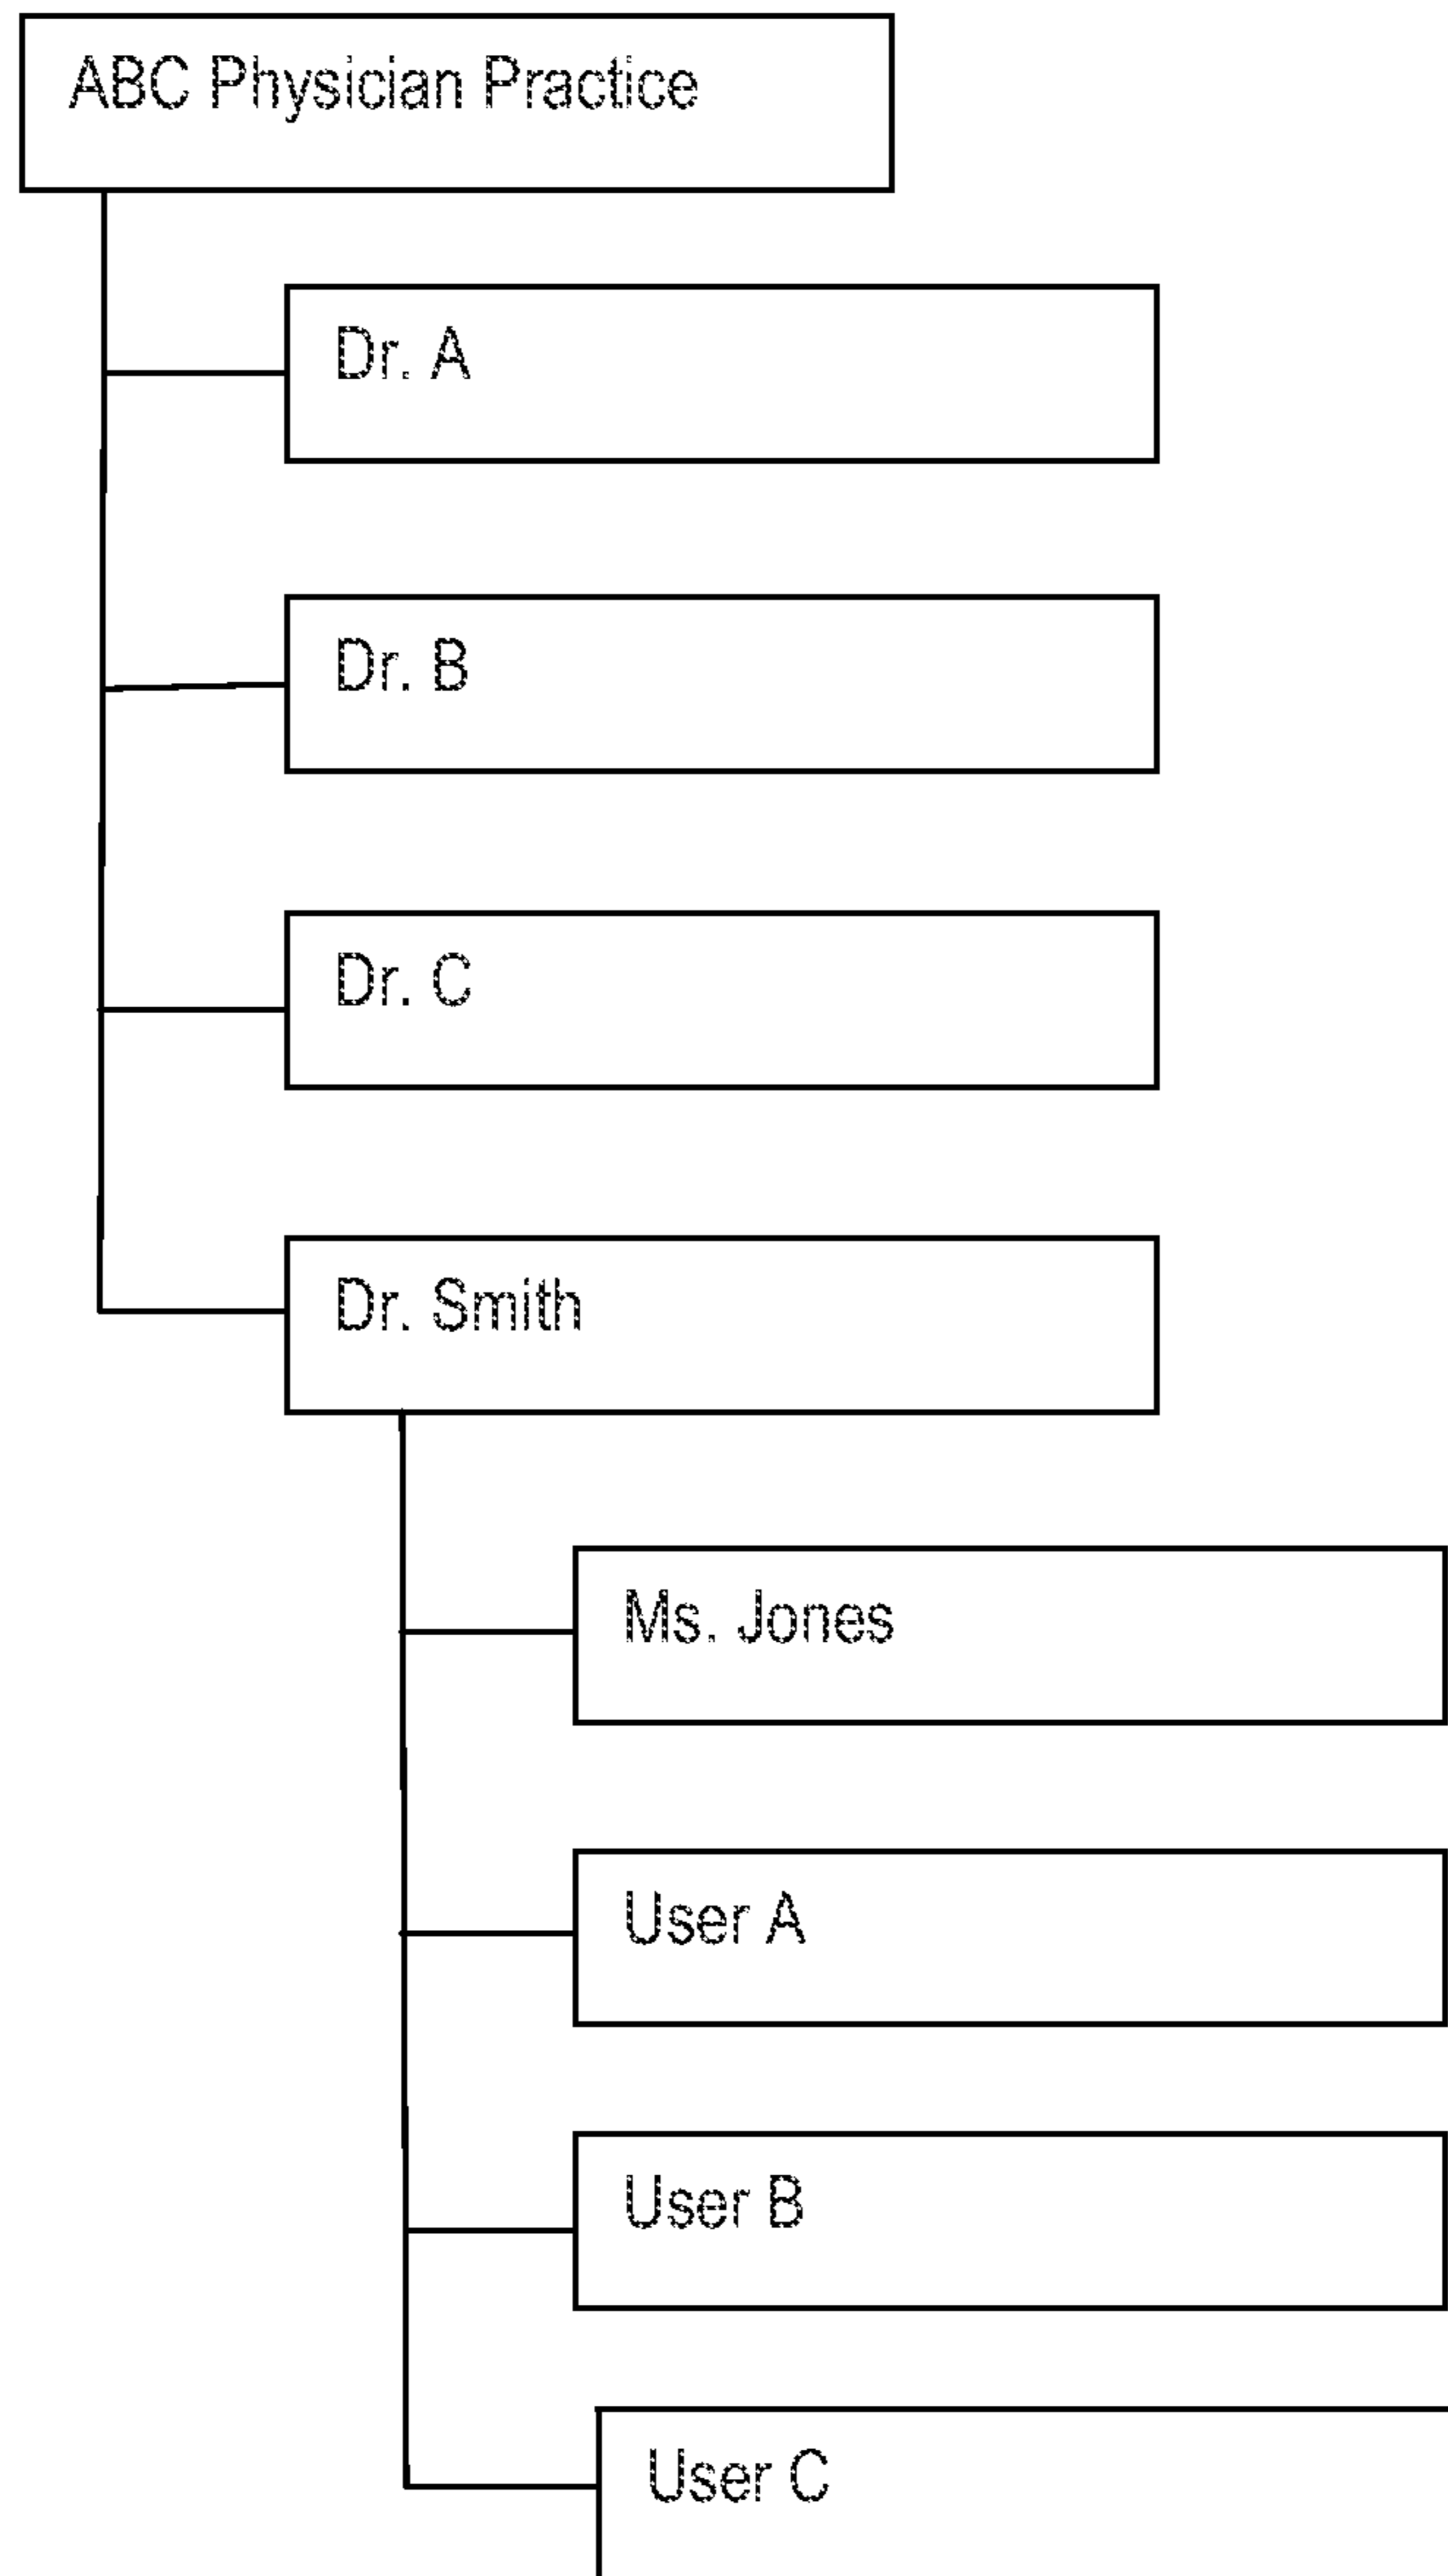 ABC Physician Practice
Dr. A
Dr. B
Dr. C
Dr. Smith
Ms. Jones
User A
User B
User C